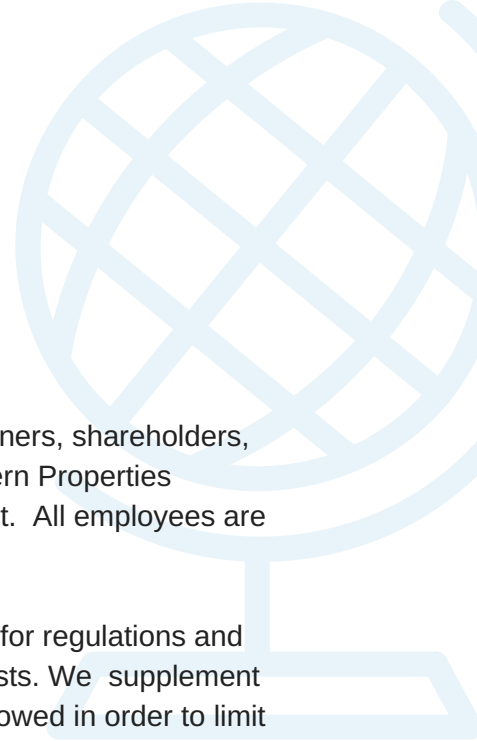 ners, shareholders,
ern Properties
t.  All employees are
for regulations and
sts. We  supplement
owed in order to limit